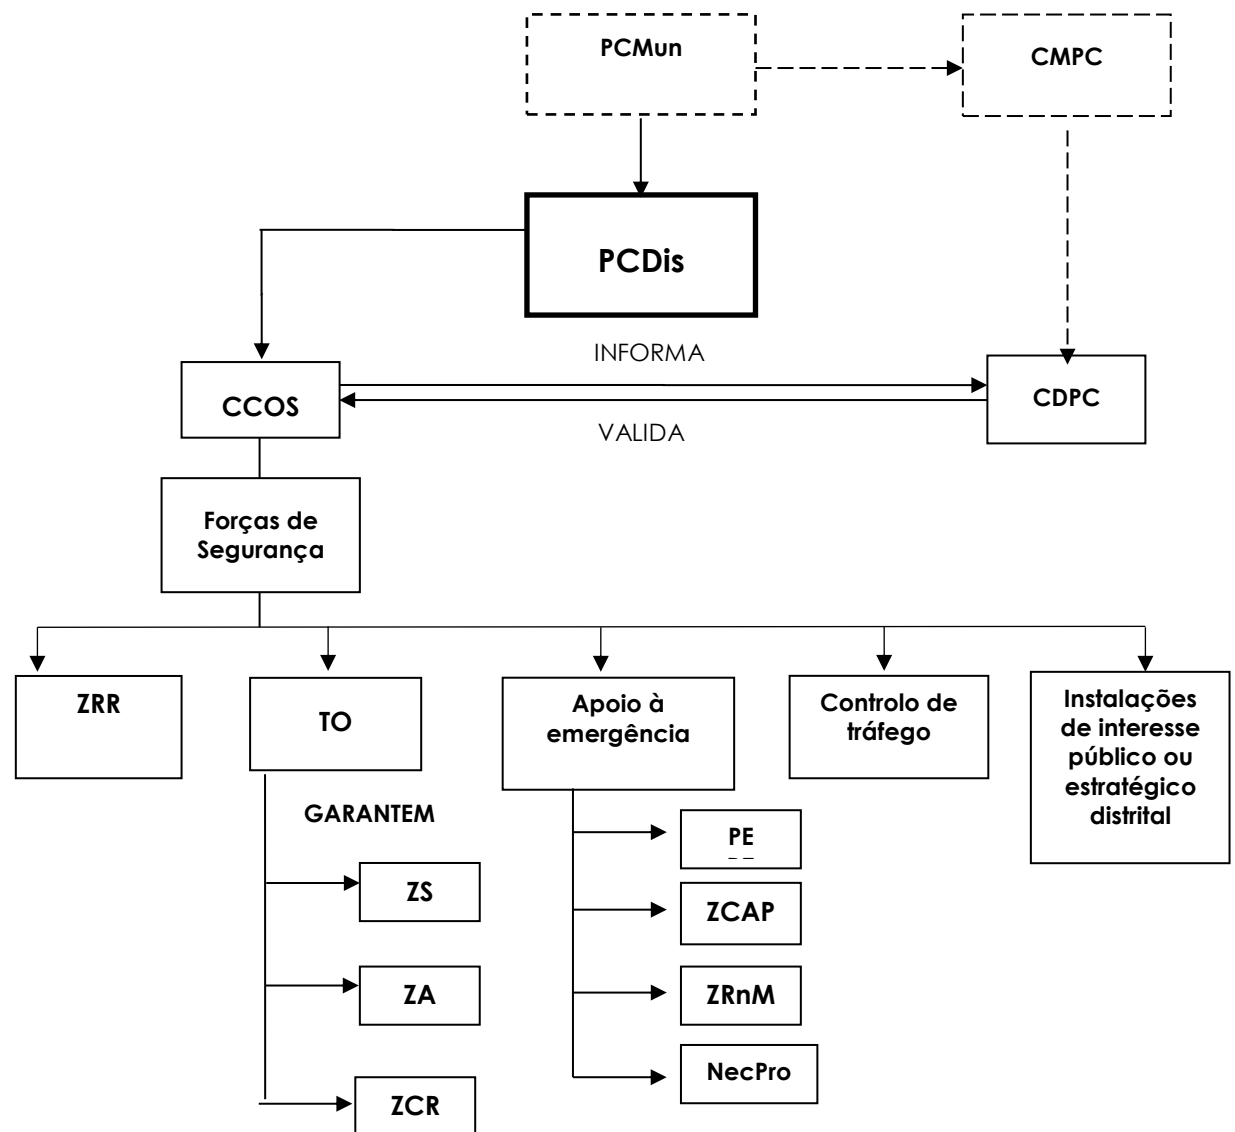 PCMun
CMPC
PCDis
INFORMA
CCOS
CDPC
VALIDA
Forças de
Segurança
ZRR
TO
Apoio à
emergência
Controlo de
tráfego
Instalações
de interesse
público ou
estratégico
distrital
GARANTEM
PE
ZS
ZCAP
ZA
ZRnM
NecPro
ZCR